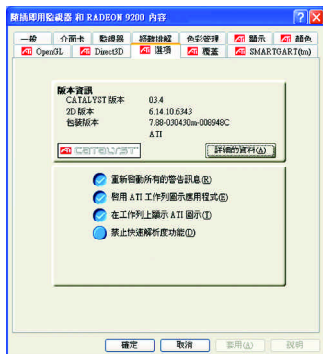 隨插即用監視器 和 RADEON 9200 內容
一般 介面卡 監視器 疑難排解 色彩管理 顯示 顏色
OpenGL Direct3D 選項 覆蓋 SMARTGART(tm)
版本資訊
CATALYST 版本 03.4
2D 版本 6.14.10.6343
包裝版本 7.88-030430m-008948C
ATI
ATI CATALYST
詳細的資料(A)
重新啓動所有的警告訊息(R)
啓用 ATI 工作列圖示應用程式(E)
在工作列上顯示 ATI 圖示(T)
禁止快速解析度功能(D)
確定 取消 套用(A) 說明